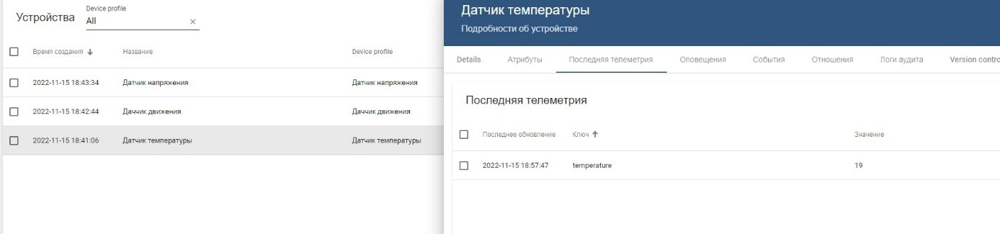 Устройства
Device profile
All
Время создания Название Device profile
2022-11-15 18:43:34 Датчик напряжения Датчик напряжения
2022-11-15 18:42:44 Даччик движения Даччик движения
2022-11-15 18:41:06 Датчик температуры Датчик температуры
Датчик температуры
Подробности об устройстве
Details Атрибуты Последняя телеметрия Оповещения События Отношения Логи аудита Version contro
Последняя телеметрия
Последнее обновление Ключ Значение
2022-11-15 18:57:47 temperature 19